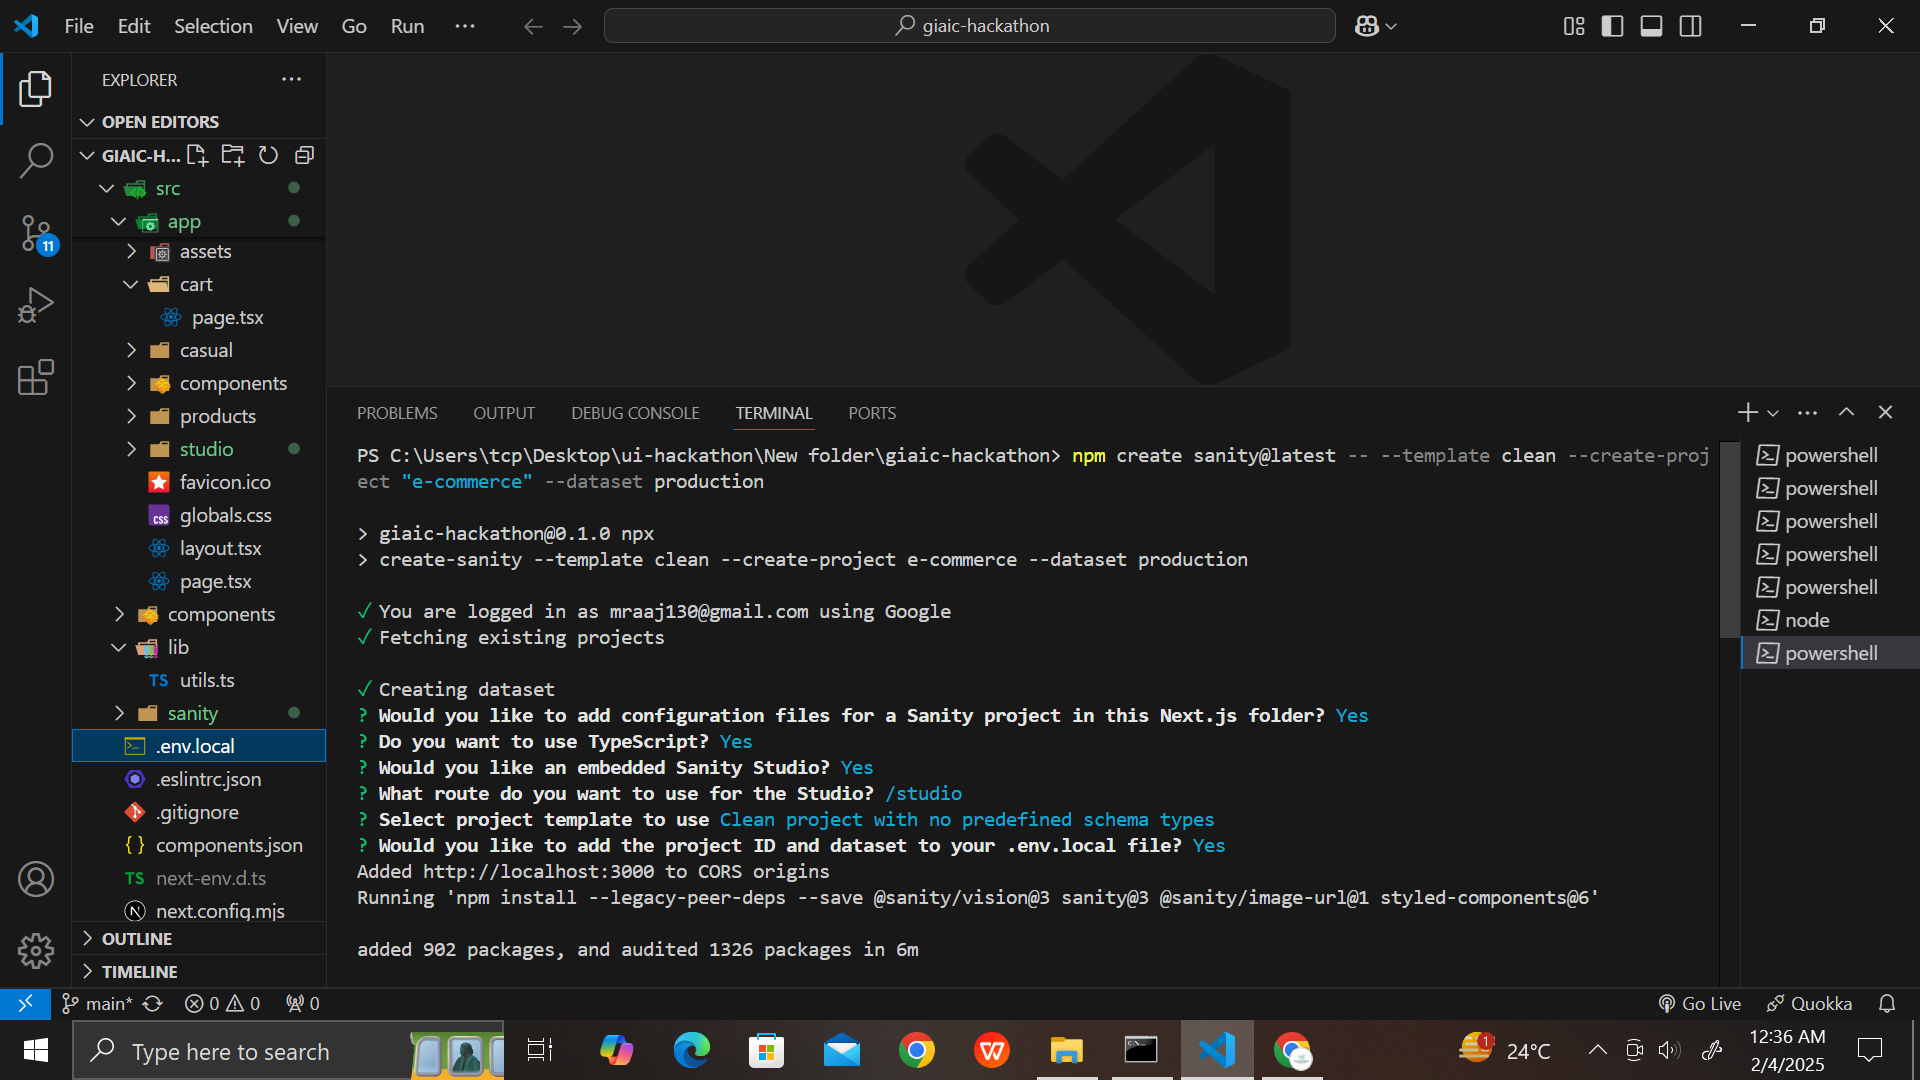 File Edit Selection View Go Run ···
giaic-hackathon
EXPLORER
OPEN EDITORS
GIAIC-H...
src
app
assets
cart
page.tsx
casual
components
products
studio
favicon.ico
css globals.css
layout.tsx
page.tsx
components
lib
TS utils.ts
sanity
.env.local
.eslintrc.json
.gitignore
{} components.json
TS next-env.d.ts
N next.config.mjs
OUTLINE
TIMELINE
11
PROBLEMS OUTPUT DEBUG CONSOLE TERMINAL PORTS
PS C:\Users\tcp\Desktop\ui-hackathon\New folder\giaic-hackathon> npm create sanity@latest -- --template clean --create-proj
ect "e-commerce" --dataset production
> giaic-hackathon@0.1.0 npx
> create-sanity --template clean --create-project e-commerce --dataset production
✓ You are logged in as mraaj130@gmail.com using Google
✓ Fetching existing projects
✓ Creating dataset
? Would you like to add configuration files for a Sanity project in this Next.js folder? Yes
? Do you want to use TypeScript? Yes
? Would you like an embedded Sanity Studio? Yes
? What route do you want to use for the Studio? /studio
? Select project template to use Clean project with no predefined schema types
? Would you like to add the project ID and dataset to your .env.local file? Yes
Added http://localhost:3000 to CORS origins
Running 'npm install --legacy-peer-deps --save @sanity/vision@3 sanity@3 @sanity/image-url@1 styled-components@6'
added 902 packages, and audited 1326 packages in 6m
powershell
powershell
powershell
powershell
powershell
node
powershell
main* 0 0 0
Go Live Quokka
Type here to search
W
1
24°C
12:36 AM
2/4/2025